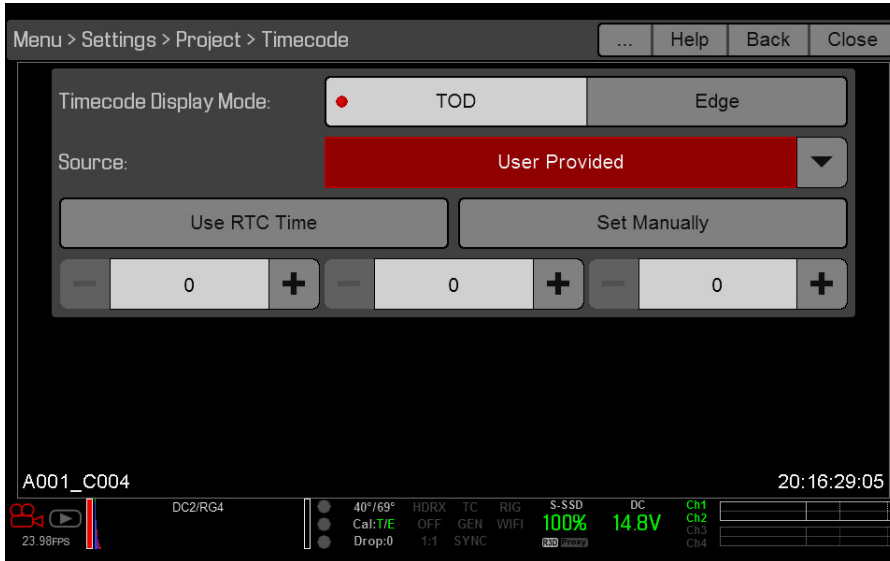 Menu > Settings > Project > Timecode ... Help Back Close
Timecode Display Mode: TOD Edge
Source: User Provided
Use RTC Time Set Manually
− 0 + − 0 + − 0 +
A001_C004 20:16:29:05
DC2/RG4 40°/69° HDRX TC RIG S-SSD DC Ch1
Cal:T/E OFF GEN WIFI 100% 14.8V Ch2
23.98FPS Drop:0 1:1 SYNC R3D Proxy Ch3
Ch4